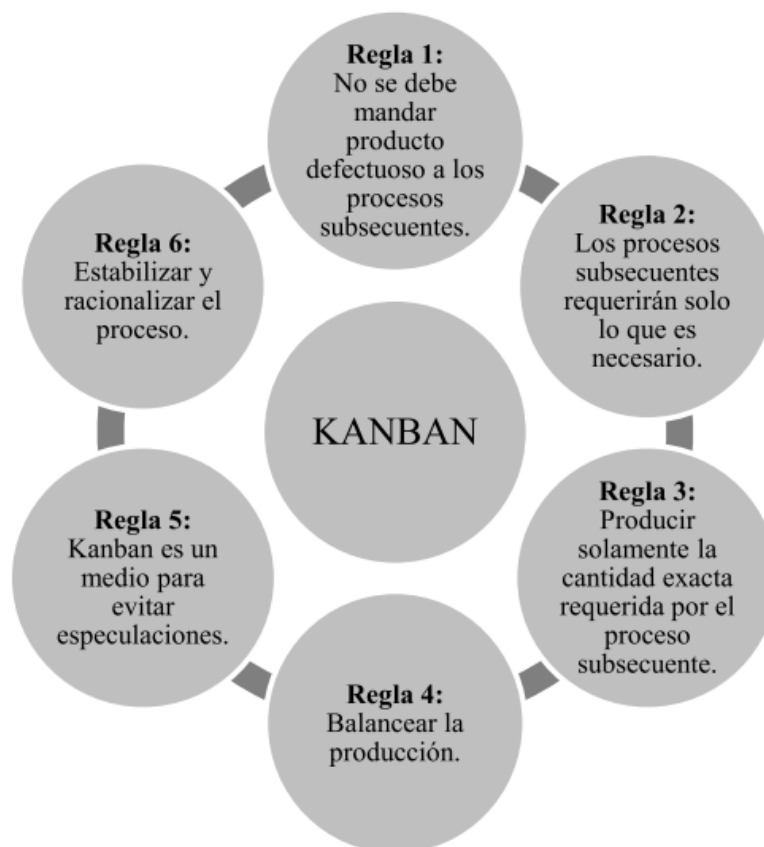 Regla 1:
No se debe
mandar
producto
defectuoso a los
procesos
subsecuentes.
Regla 2:
Los procesos
subsecuentes
requerirán solo
lo que es
necesario.
Regla 3:
Producir
solamente la
cantidad exacta
requerida por el
proceso
subsecuente.
Regla 4:
Balancear la
producción.
Regla 5:
Kanban es un
medio para
evitar
especulaciones.
Regla 6:
Estabilizar y
racionalizar el
proceso.
KANBAN